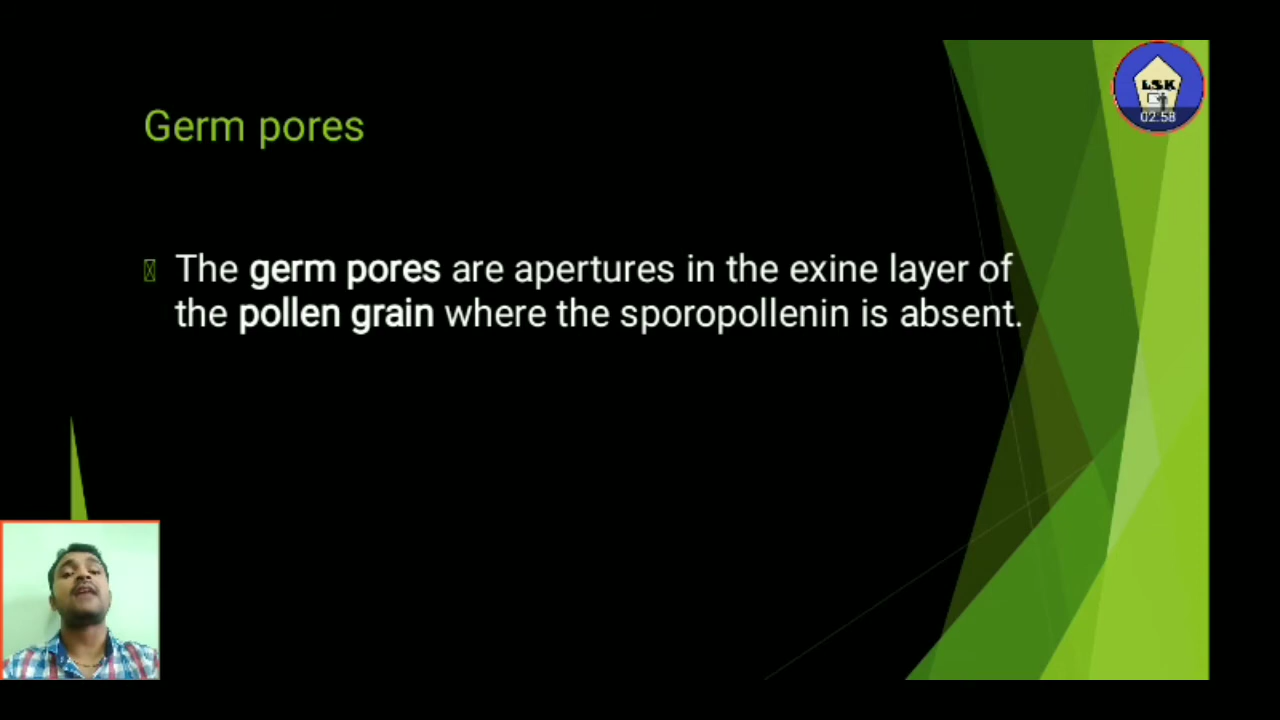 LSK
02:58
Germ pores
The germ pores are apertures in the exine layer of
the pollen grain where the sporopollenin is absent.